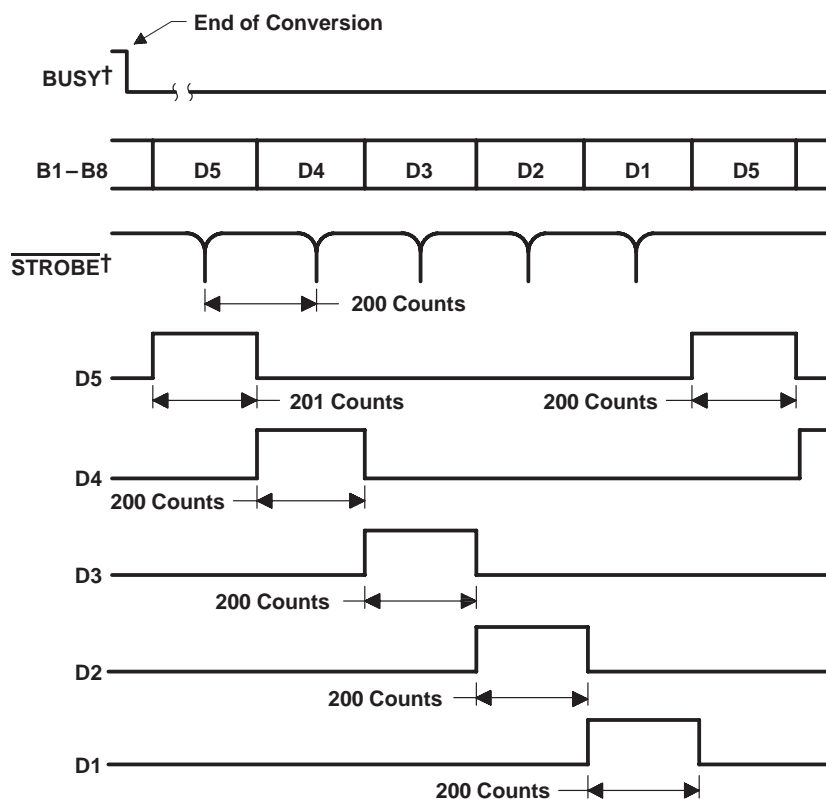 End of Conversion
BUSY†
B1–B8 D5 D4 D3 D2 D1 D5
STROBE†
200 Counts
D5
201 Counts 200 Counts
D4
200 Counts
D3
200 Counts
D2
200 Counts
D1
200 Counts